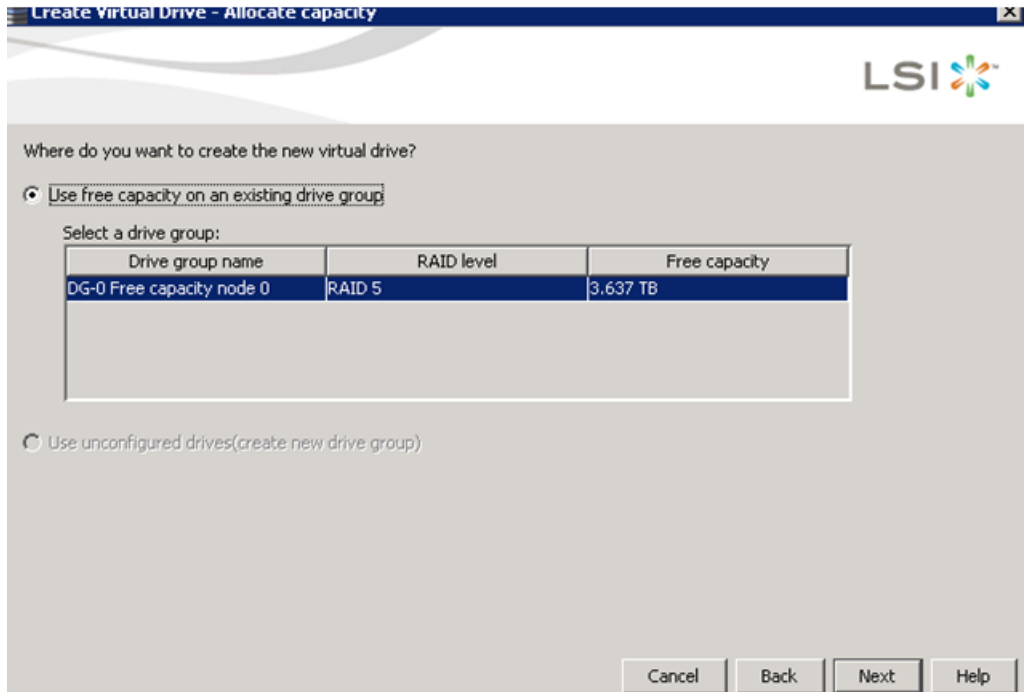 Create Virtual Drive - Allocate capacity
LSI
Where do you want to create the new virtual drive?
Use free capacity on an existing drive group
Select a drive group:
Drive group name RAID level Free capacity
DG-0 Free capacity node 0 RAID 5 3.637 TB
Use unconfigured drives(create new drive group)
Cancel Back Next Help